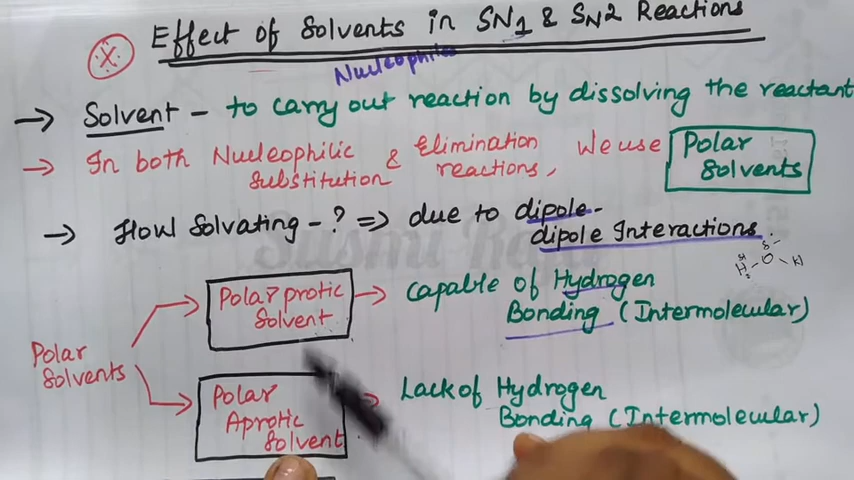 Effect of Solvents in SN1 & SN2 Reactions
Nucleophiles
→ Solvent - to carry out reaction by dissolving the reactant
→ In both Nucleophilic & Elimination We use Polar
Substitution reactions, Solvents
→ How Solvating - ? ⇒ due to dipole-
dipole Interactions.
δ-
H - O - H
Polar protic → Capable of Hydrogen
Solvent Bonding (Intermolecular)
Polar
Solvents
Polar → Lack of Hydrogen
Aprotic Bonding (Intermolecular)
Solvent